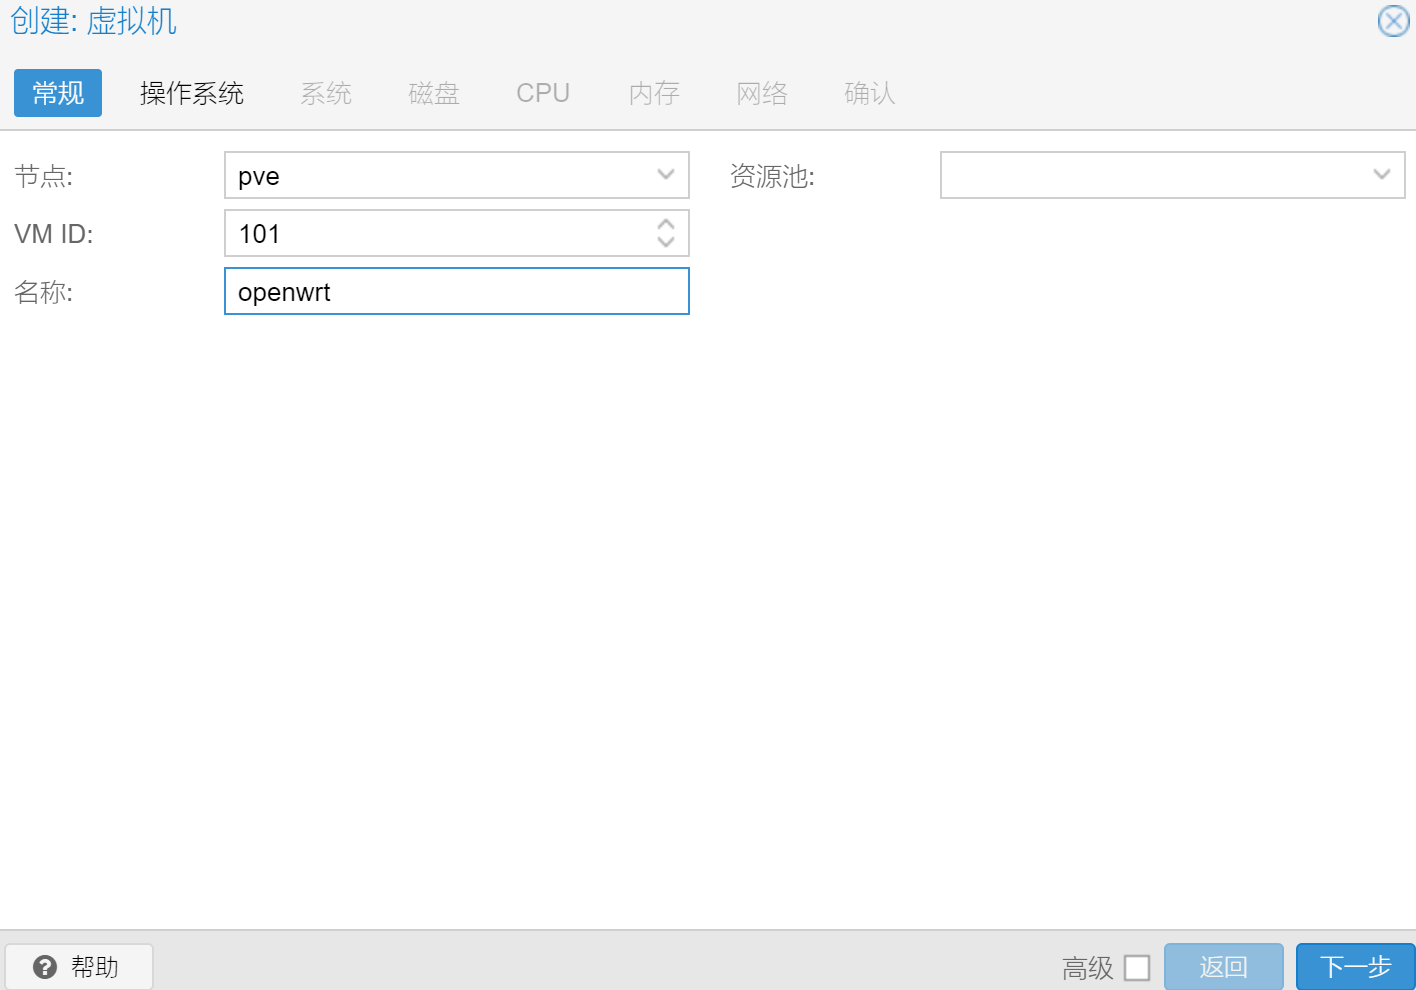 创建: 虚拟机
常规 操作系统 系统 磁盘 CPU 内存 网络 确认
节点: pve 资源池:
VM ID: 101
名称: openwrt
帮助 高级 返回 下一步